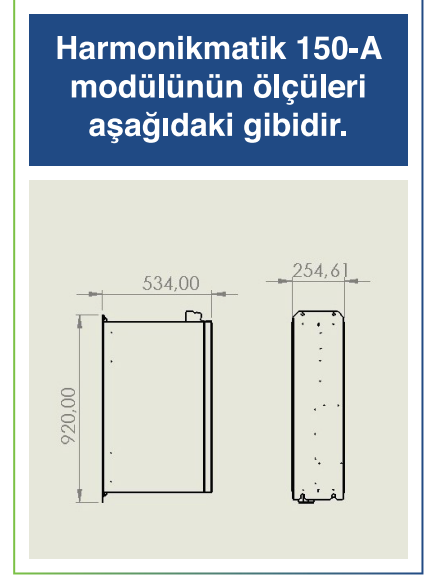 Harmonikmatik 150-A
modülünün ölçüleri
aşağıdaki gibidir.
534,00
254,61
920,00